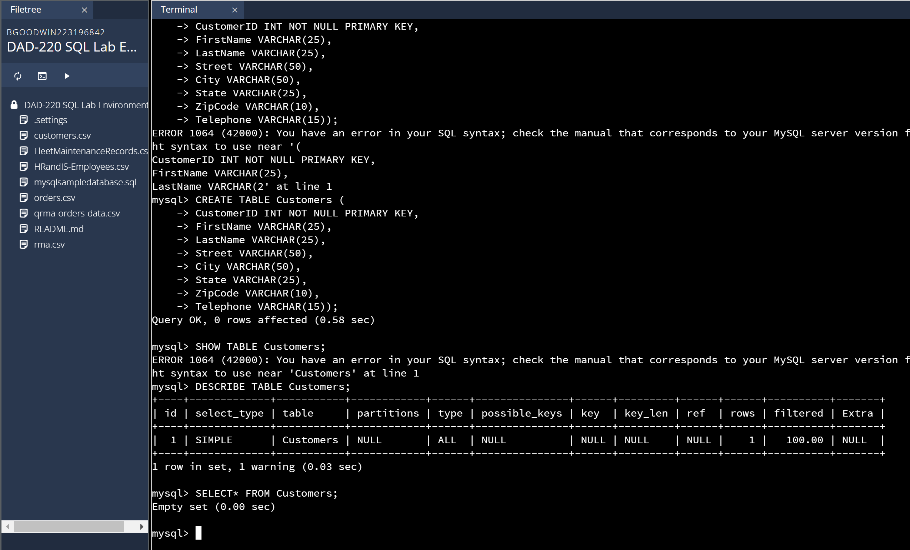 Filetree ×
BGOODWIN223196842
DAD-220 SQL Lab E...
DAD-220 SQL Lab Environment
.settings
customers.csv
FleetMaintenanceRecords.cs
HRandIS-Employees.csv
mysqlsampledatabase.sql
orders.csv
qrma orders data.csv
README.md
rma.csv
Terminal ×
-> CustomerID INT NOT NULL PRIMARY KEY,
-> FirstName VARCHAR(25),
-> LastName VARCHAR(25),
-> Street VARCHAR(50),
-> City VARCHAR(50),
-> State VARCHAR(25),
-> ZipCode VARCHAR(10),
-> Telephone VARCHAR(15));
ERROR 1064 (42000): You have an error in your SQL syntax; check the manual that corresponds to your MySQL server version f
ht syntax to use near '(
CustomerID INT NOT NULL PRIMARY KEY,
FirstName VARCHAR(25),
LastName VARCHAR(2' at line 1
mysql> CREATE TABLE Customers (
-> CustomerID INT NOT NULL PRIMARY KEY,
-> FirstName VARCHAR(25),
-> LastName VARCHAR(25),
-> Street VARCHAR(50),
-> City VARCHAR(50),
-> State VARCHAR(25),
-> ZipCode VARCHAR(10),
-> Telephone VARCHAR(15));
Query OK, 0 rows affected (0.58 sec)
mysql> SHOW TABLE Customers;
ERROR 1064 (42000): You have an error in your SQL syntax; check the manual that corresponds to your MySQL server version f
ht syntax to use near 'Customers' at line 1
mysql> DESCRIBE TABLE Customers;
+----+-------------+-----------+------------+------+---------------+------+---------+------+------+----------+-------+
| id | select_type | table | partitions | type | possible_keys | key | key_len | ref | rows | filtered | Extra |
+----+-------------+-----------+------------+------+---------------+------+---------+------+------+----------+-------+
| 1 | SIMPLE | Customers | NULL | ALL | NULL | NULL | NULL | NULL | 1 | 100.00 | NULL |
+----+-------------+-----------+------------+------+---------------+------+---------+------+------+----------+-------+
1 row in set, 1 warning (0.03 sec)
mysql> SELECT* FROM Customers;
Empty set (0.00 sec)
mysql>